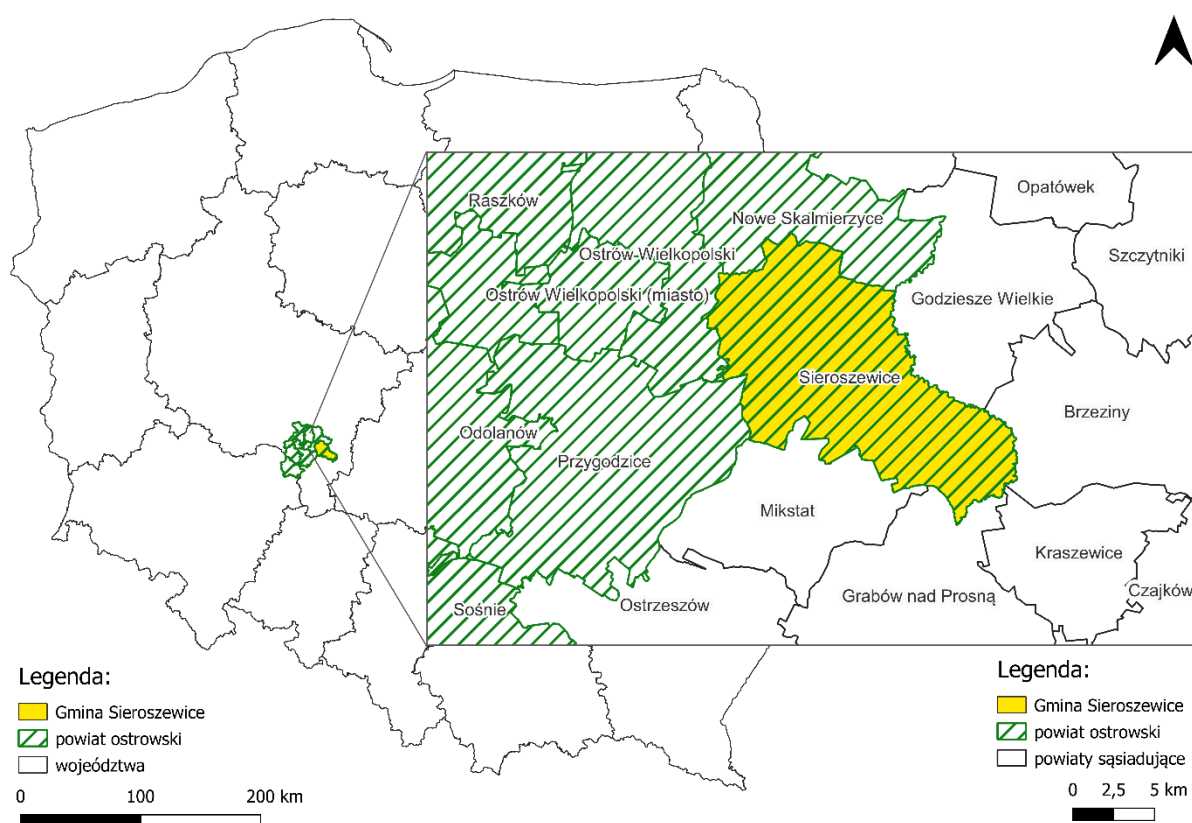 Opatówek
Raszków
Nowe Skalmierzyce
Szczytniki
Ostrów Wielkopolski
Ostrów Wielkopolski (miasto)
Godziesze Wielkie
Sieroszewice
Brzeziny
Odolanów
Przygodzice
Mikstat
Kraszewice
Czajków
Grabów nad Prosną
Ostrzeszów
Sośnie
Legenda:
Gmina Sieroszewice
powiat ostrowski
wojeództwa
0 100 200 km
Legenda:
Gmina Sieroszewice
powiat ostrowski
powiaty sąsiadujące
0 2,5 5 km